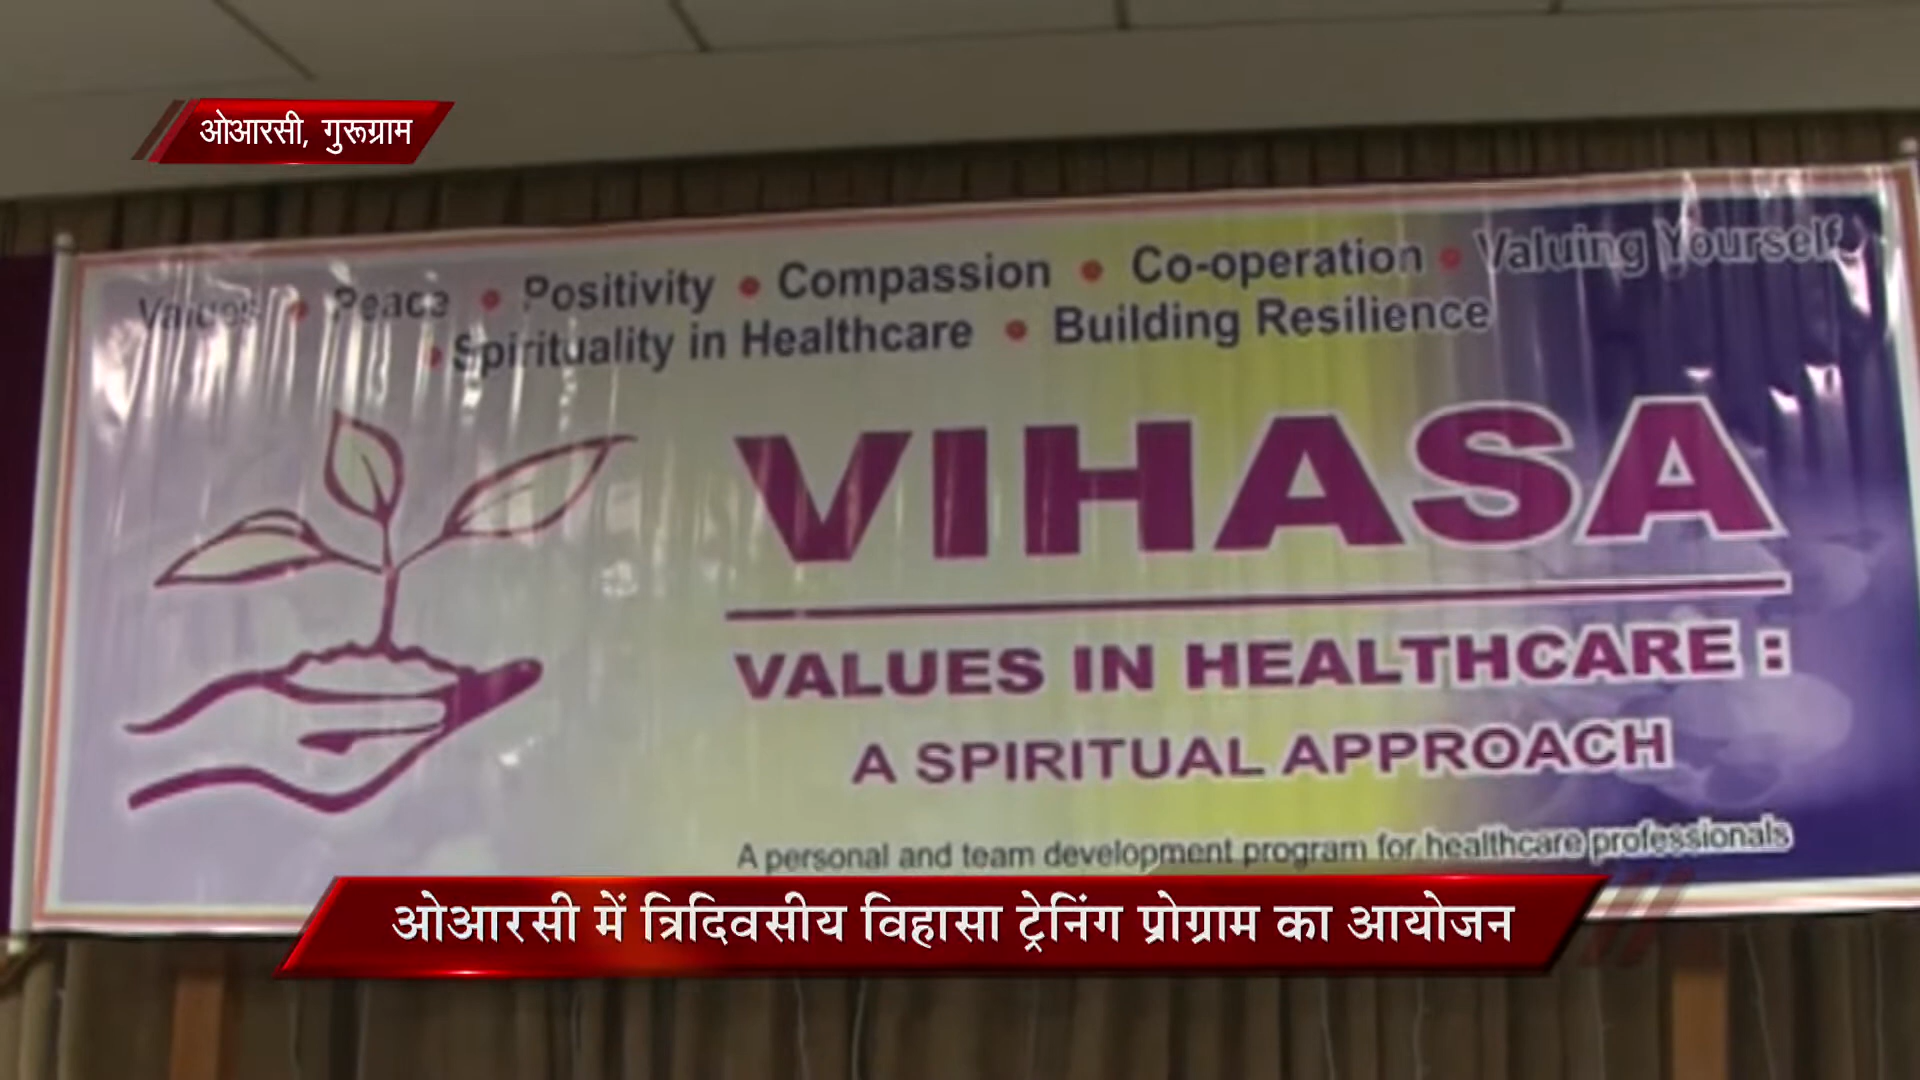 ओआरसी, गुरूग्राम
Values • Peace • Positivity • Compassion • Co-operation • Valuing Yourself
• Spirituality in Healthcare • Building Resilience
VIHASA
VALUES IN HEALTHCARE :
A SPIRITUAL APPROACH
A personal and team development program for healthcare professionals
ओआरसी में त्रिदिवसीय विहासा ट्रेनिंग प्रोग्राम का आयोजन